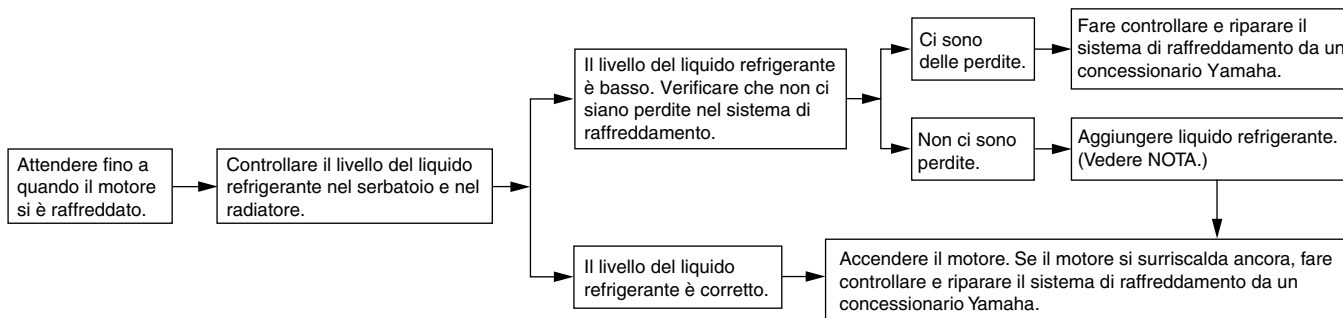 Attendere fino a
quando il motore
si è raffreddato.
Controllare il livello del liquido
refrigerante nel serbatoio e nel
radiatore.
Il livello del liquido refrigerante
è basso. Verificare che non ci
siano perdite nel sistema di
raffreddamento.
Ci sono
delle perdite.
Fare controllare e riparare il
sistema di raffreddamento da un
concessionario Yamaha.
Non ci sono
perdite.
Aggiungere liquido refrigerante.
(Vedere NOTA.)
Il livello del liquido
refrigerante è corretto.
Accendere il motore. Se il motore si surriscalda ancora, fare
controllare e riparare il sistema di raffreddamento da un
concessionario Yamaha.